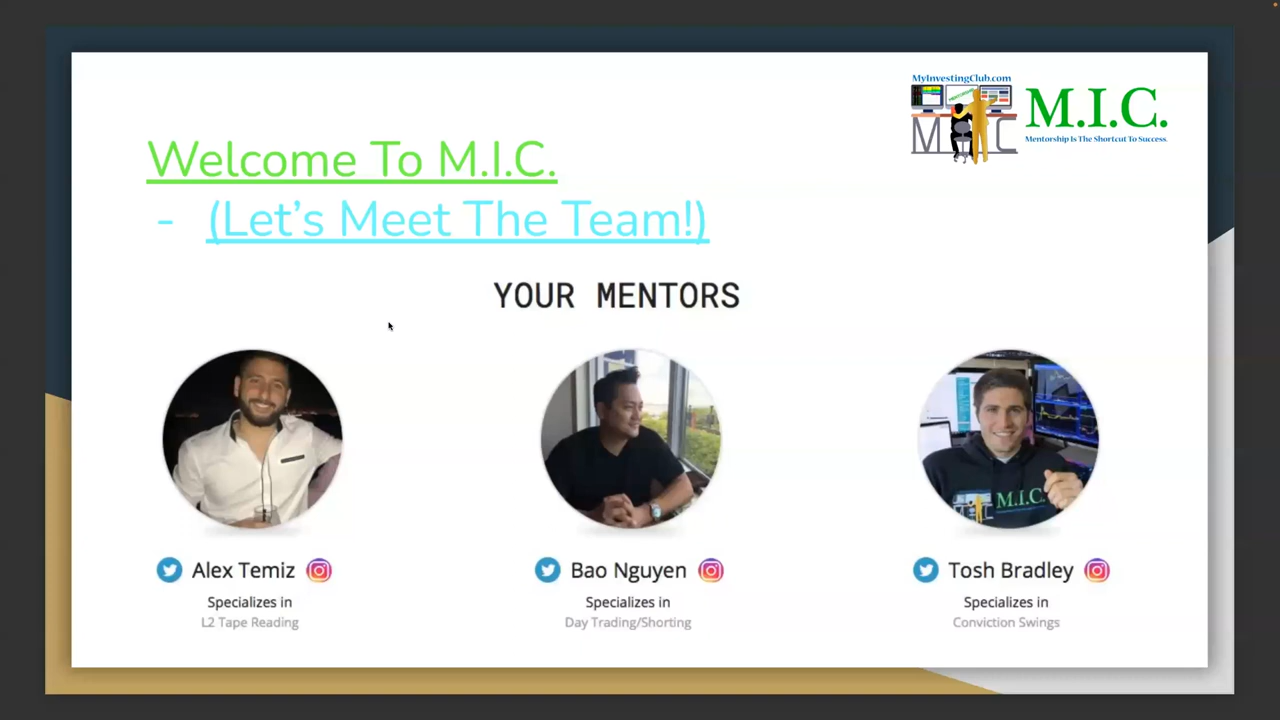 MyInvestingClub.com
M.I.C.
MIC
Mentorship Is The Shortcut To Success.
Welcome To M.I.C.
- (Let's Meet The Team!)
YOUR MENTORS
M.I.C.
Alex Temiz
Bao Nguyen
Tosh Bradley
Specializes in
Specializes in
Specializes in
L2 Tape Reading
Day Trading/Shorting
Conviction Swings